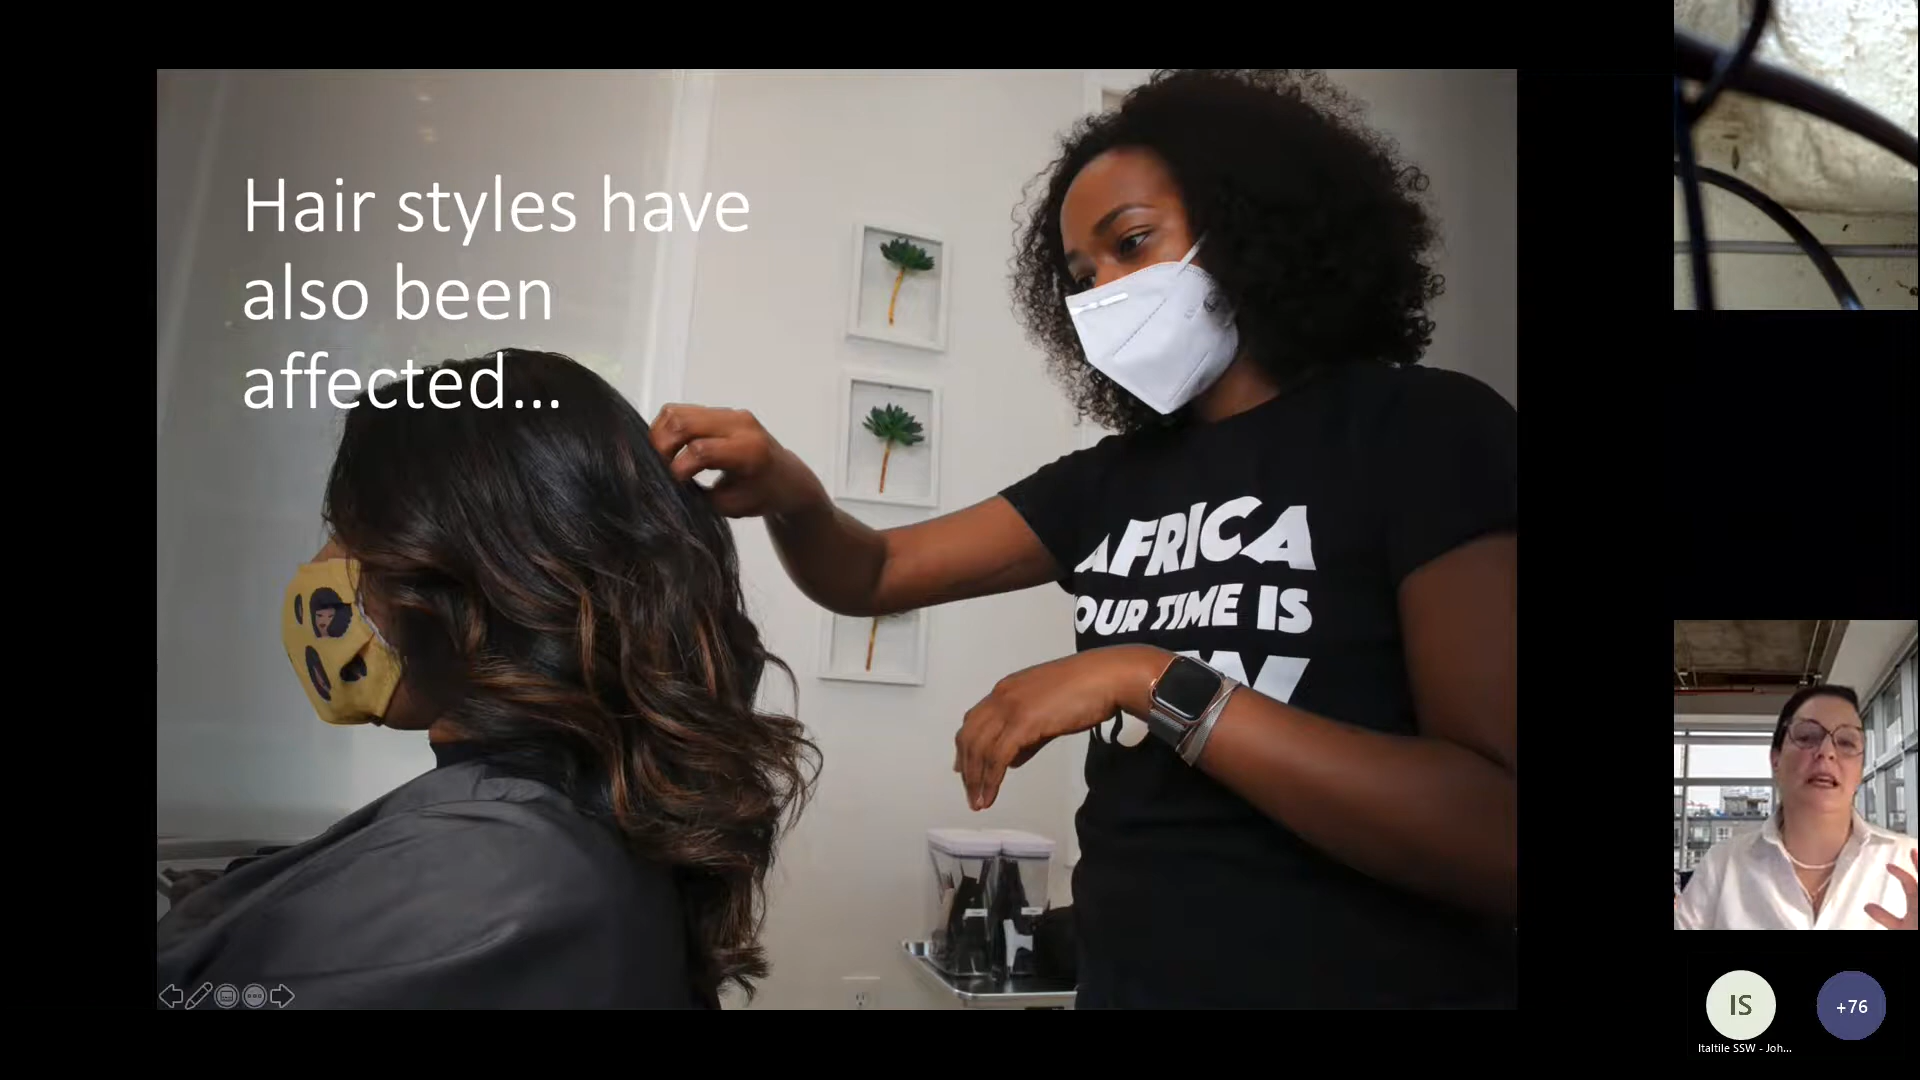 Hair styles have
also been
affected...
AFRICA
OUR TIME IS
IS
+76
Italtile SSW - Joh...